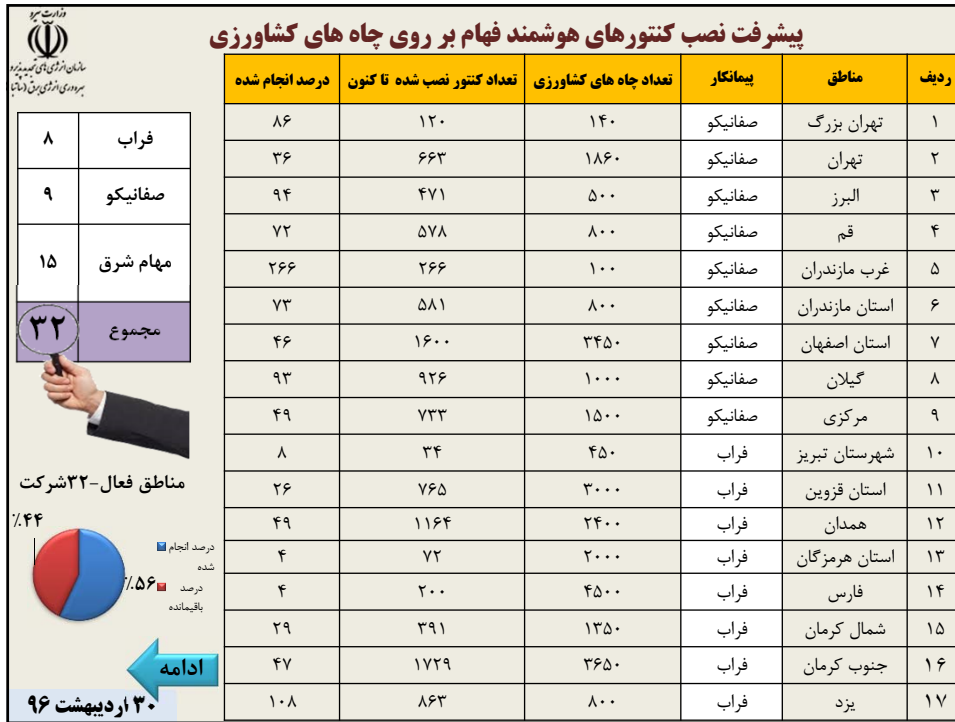 وزارت نیرو
سازمان انرژی های تجدیدپذیر و
بهره وری انرژی برق (ساتبا
پیشرفت نصب کنتورهای هوشمند فهام بر روی چاه های کشاورزی
ردیف مناطق پیمانکار تعداد چاه های کشاورزی تعداد کنتور نصب شده تا کنون درصد انجام شده
۱ تهران بزرگ صفانیکو ۱۴۰ ۱۲۰ ۸۶
۲ تهران صفانیکو ۱۸۶۰ ۶۶۳ ۳۶
۳ البرز صفانیکو ۵۰۰ ۴۷۱ ۹۴
۴ قم صفانیکو ۸۰۰ ۵۷۸ ۷۲
۵ غرب مازندران صفانیکو ۱۰۰ ۲۶۶ ۲۶۶
۶ استان مازندران صفانیکو ۸۰۰ ۵۸۱ ۷۳
۷ استان اصفهان صفانیکو ۳۴۵۰ ۱۶۰۰ ۴۶
۸ گیلان صفانیکو ۱۰۰۰ ۹۲۶ ۹۳
۹ مرکزی صفانیکو ۱۵۰۰ ۷۳۳ ۴۹
۱۰ شهرستان تبریز فراب ۴۵۰ ۳۴ ۸
۱۱ استان قزوین فراب ۳۰۰۰ ۷۶۵ ۲۶
۱۲ همدان فراب ۲۴۰۰ ۱۱۶۴ ۴۹
۱۳ استان هرمزگان فراب ۲۰۰۰ ۷۲ ۴
۱۴ فارس فراب ۴۵۰۰ ۲۰۰ ۴
۱۵ شمال کرمان فراب ۱۳۵۰ ۳۹۱ ۲۹
۱۶ جنوب کرمان فراب ۳۶۵۰ ۱۷۲۹ ۴۷
۱۷ یزد فراب ۸۰۰ ۸۶۳ ۱۰۸
فراب ۸
صفانیکو ۹
مهام شرق ۱۵
مجموع ۳۲
مناطق فعال-۳۲شرکت
٪۴۴
٪۵۶
درصد انجام
شده
درصد
باقیمانده
ادامه
۳۰ اردیبهشت ۹۶